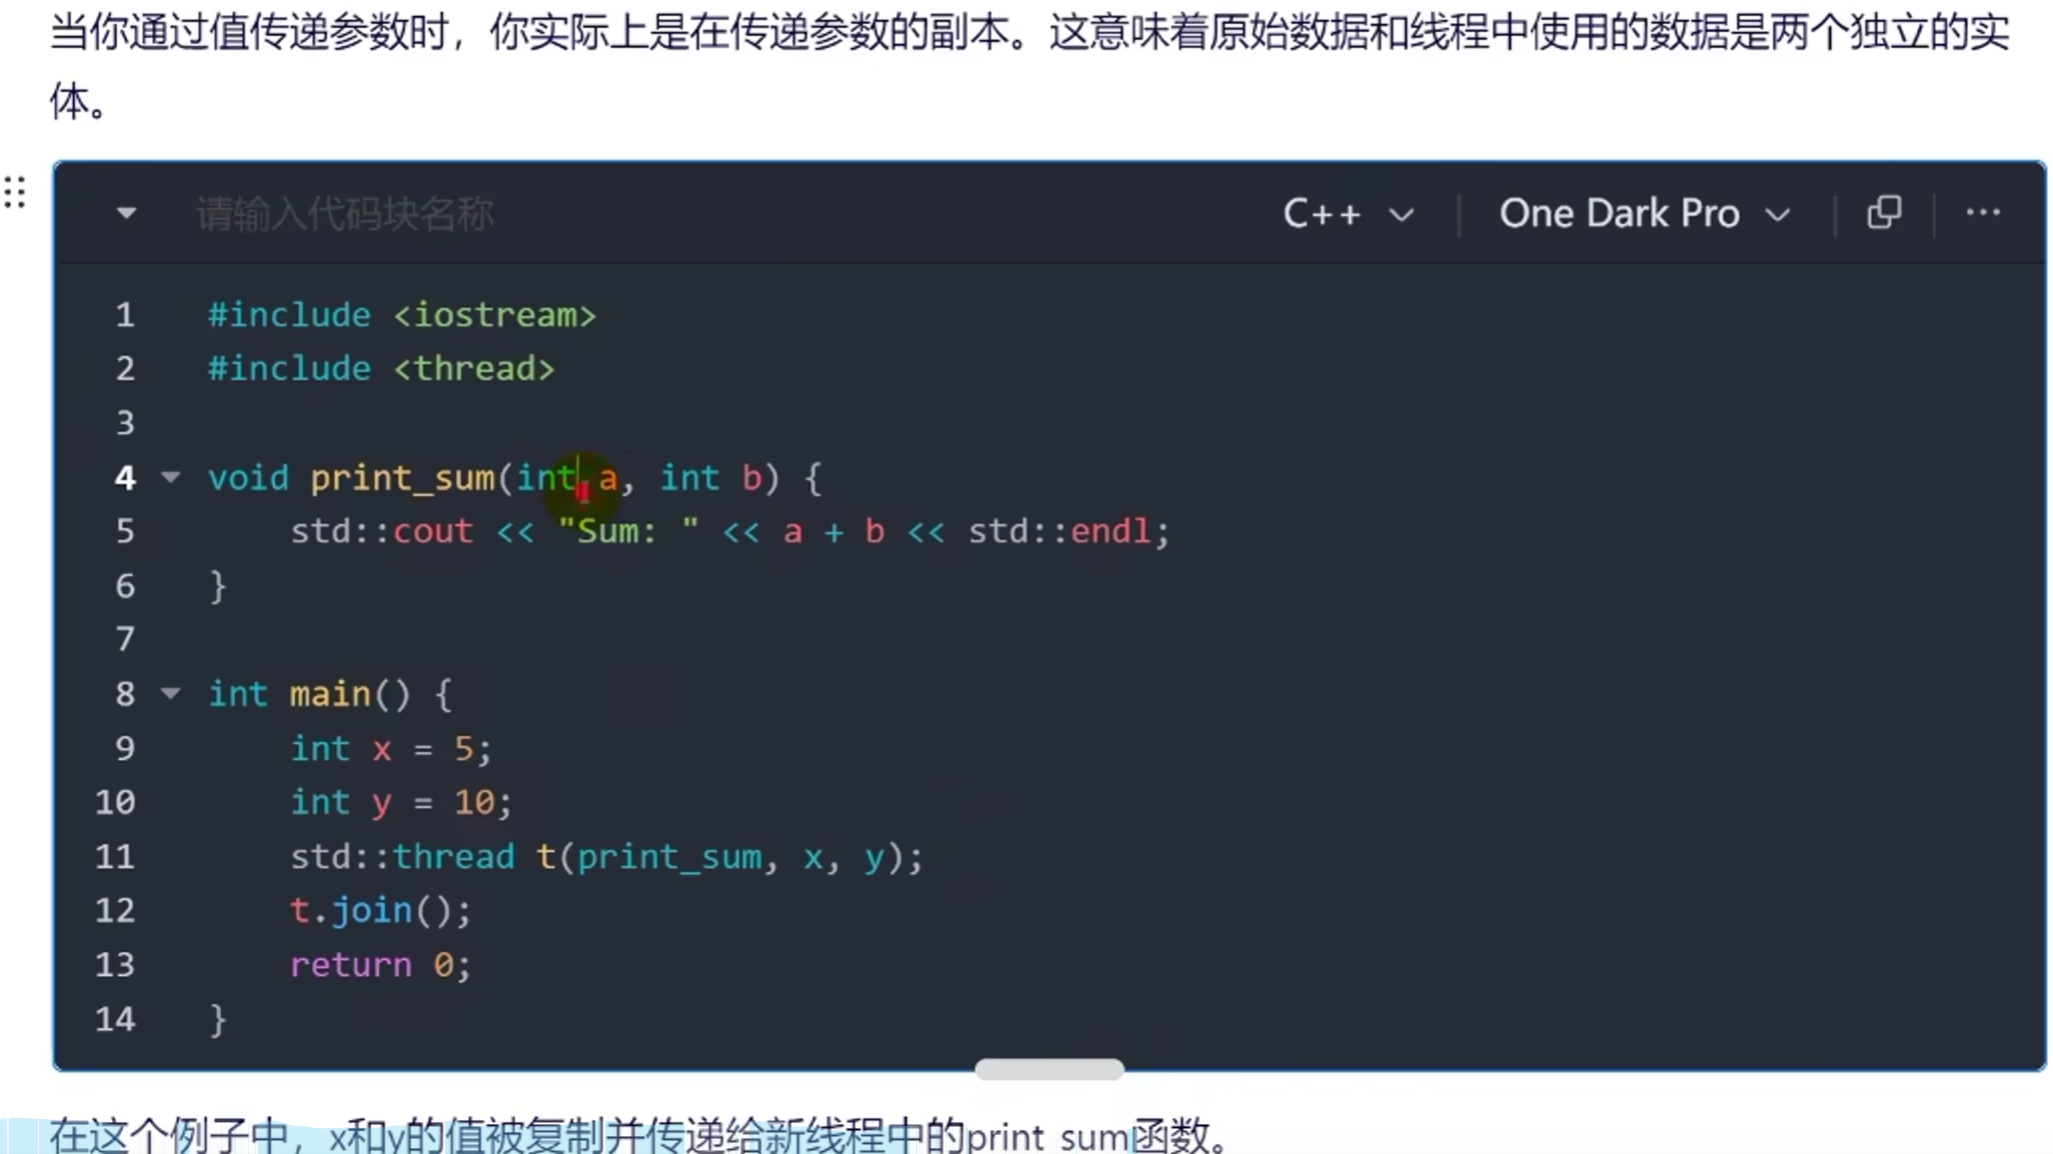 当你通过值传递参数时，你实际上是在传递参数的副本。这意味着原始数据和线程中使用的数据是两个独立的实
体。
请输入代码块名称 C++ One Dark Pro
1 #include <iostream>
2 #include <thread>
3
4 void print_sum(int a, int b) {
5     std::cout << "Sum: " << a + b << std::endl;
6 }
7
8 int main() {
9     int x = 5;
10     int y = 10;
11     std::thread t(print_sum, x, y);
12     t.join();
13     return 0;
14 }
在这个例子中，x和y的值被复制并传递给新线程中的print sum函数。